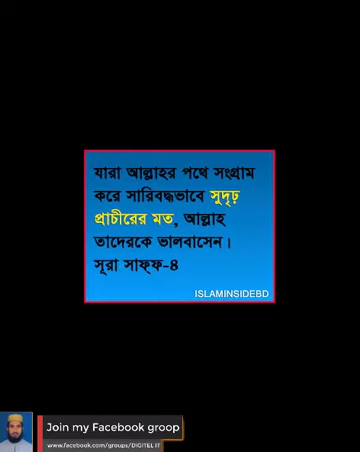 যারা আল্লাহর পথে সংগ্রাম
করে সারিবদ্ধভাবে সুদৃঢ়
প্রাচীরের মত, আল্লাহ
তাদেরকে ভালবাসেন।
সূরা সাফ্ফ-৪
ISLAMINSIDEBD
Join my Facebook groop
www.facebook.com/groups/DIGITEL.IT